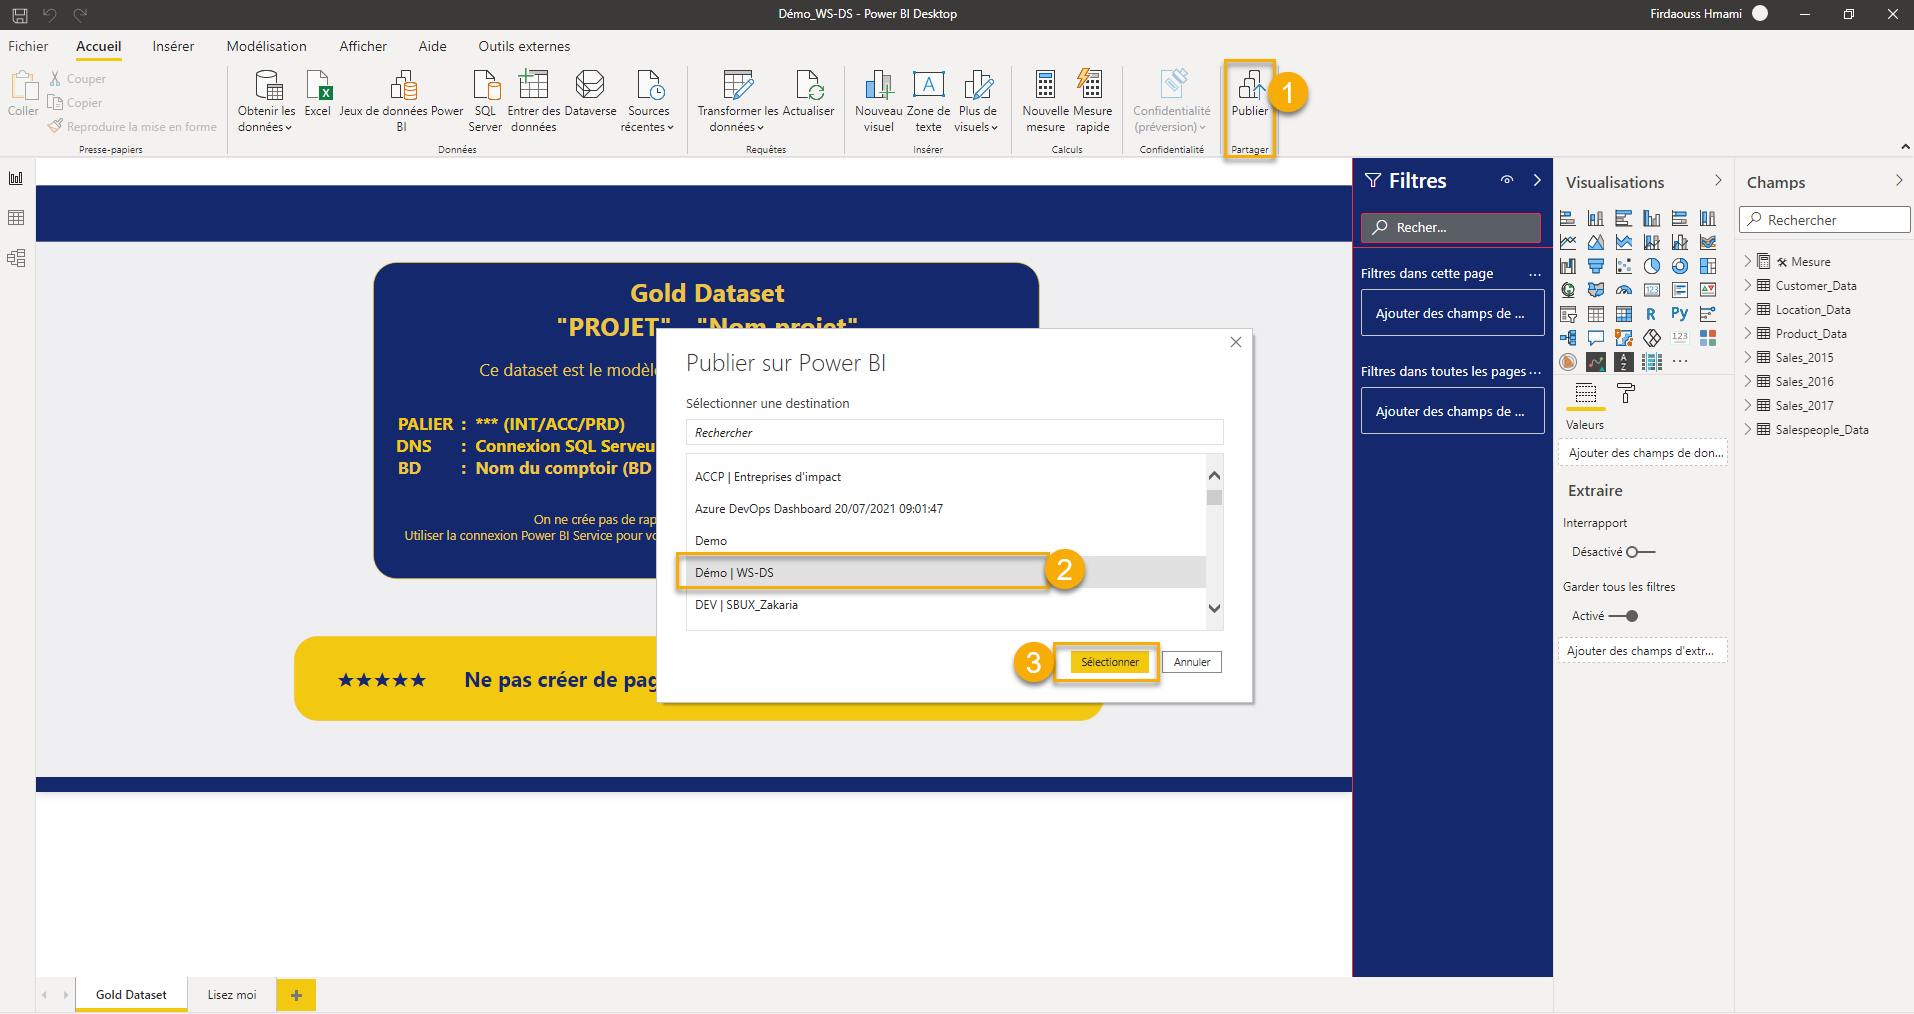 Démo_WS-DS - Power BI Desktop
Firdaouss Hmami
Fichier
Accueil
Insérer
Modélisation
Afficher
Aide
Outils externes
Coller
Couper
Copier
Reproduire la mise en forme
Presse-papiers
Obtenir les
données
Excel
Jeux de données Power
BI
SQL
Server
Entrer des
données
Dataverse
Sources
récentes
Données
Transformer les
données
Actualiser
Requêtes
Nouveau
visuel
Zone de
texte
Plus de
visuels
Insérer
Nouvelle
mesure
Mesure
rapide
Calculs
Confidentialité
(préversion)
Confidentialité
Publier
Partager
1
Gold Dataset
"PROJET" "Nom projet"
Ce dataset est le modèle
PALIER : *** (INT/ACC/PRD)
DNS : Connexion SQL Serveu
BD : Nom du comptoir (BD
On ne crée pas de rap
Utiliser la connexion Power BI Service pour vo
★★★★★ Ne pas créer de pag
Publier sur Power BI
Sélectionner une destination
Rechercher
ACCP | Entreprises d'impact
Azure DevOps Dashboard 20/07/2021 09:01:47
Demo
Démo | WS-DS
2
DEV | SBUX_Zakaria
3
Sélectionner
Annuler
Filtres
Recher...
Filtres dans cette page
...
Ajouter des champs de ...
Filtres dans toutes les pages ...
Ajouter des champs de ...
Visualisations
123
R
Py
123
A
Z
...
Valeurs
Ajouter des champs de don...
Extraire
Interrapport
Désactivé
Garder tous les filtres
Activé
Ajouter des champs d'extr...
Champs
Rechercher
Mesure
Customer_Data
Location_Data
Product_Data
Sales_2015
Sales_2016
Sales_2017
Salespeople_Data
Gold Dataset
Lisez moi
+